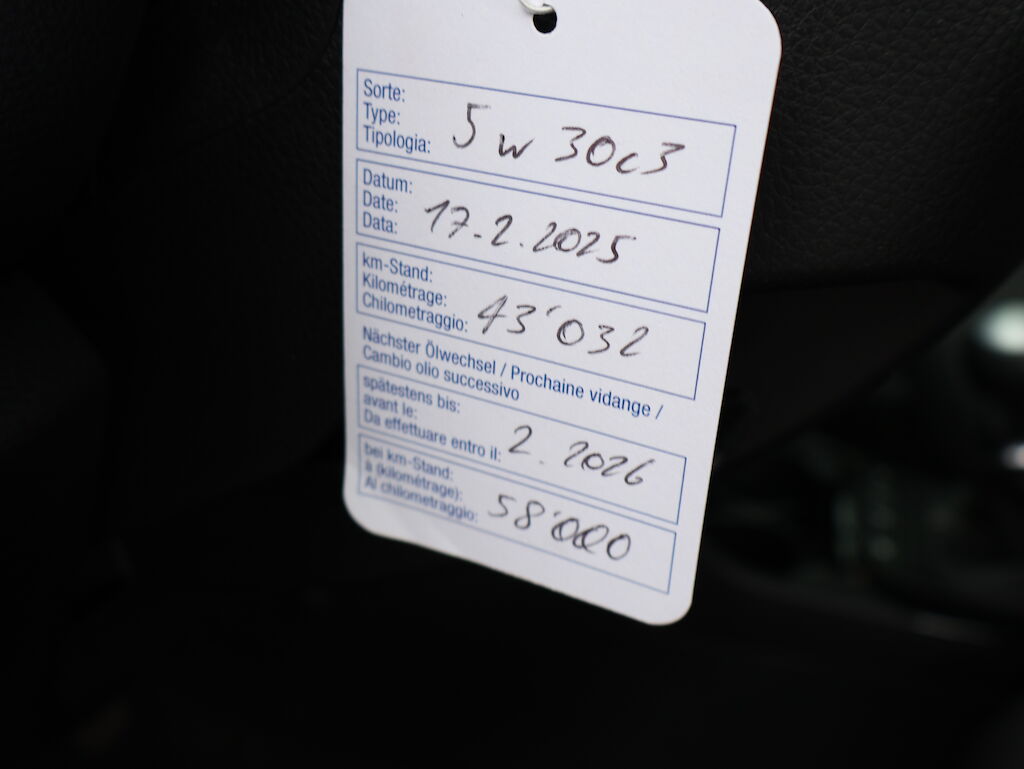 Sorte:
Type:
Tipologia:
5 w 30c3
Datum:
Date:
Data:
17.2.2025
km-Stand:
Kilométrage:
Chilometraggio:
43'032
Nächster Ölwechsel / Prochaine vidange /
Cambio olio successivo
spätestens bis:
avant le:
Da effettuare entro il:
2.2026
bei km-Stand:
à (kilométrage):
Al chilometraggio:
58'000